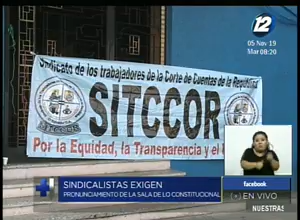 12
05 Nov 19
Mar 08:20
Sindicato de los trabajadores de la Corte de Cuentas de la República
SITCCOR
Por la Equidad, la Transparencia y el
SINDICALISTAS EXIGEN
PRONUNCIAMIENTO DE LA SALA DE LO CONSTITUCIONAL
EN VIVO
facebook
NUESTRAS